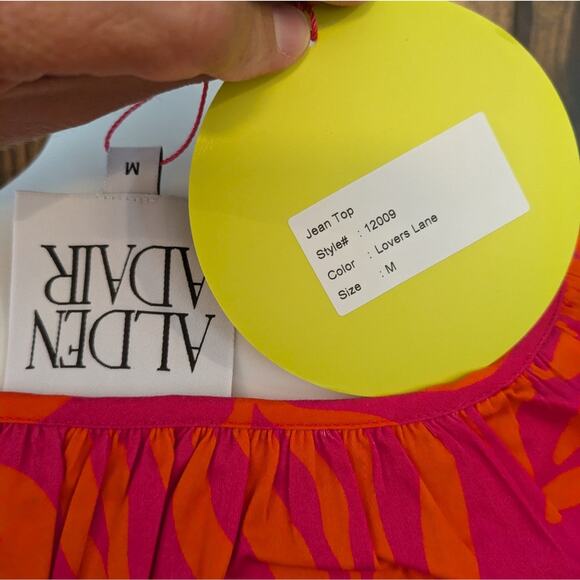 M
ALDEN
ADAIR
Jean Top
Style# : 12009
Color : Lovers Lane
Size : M